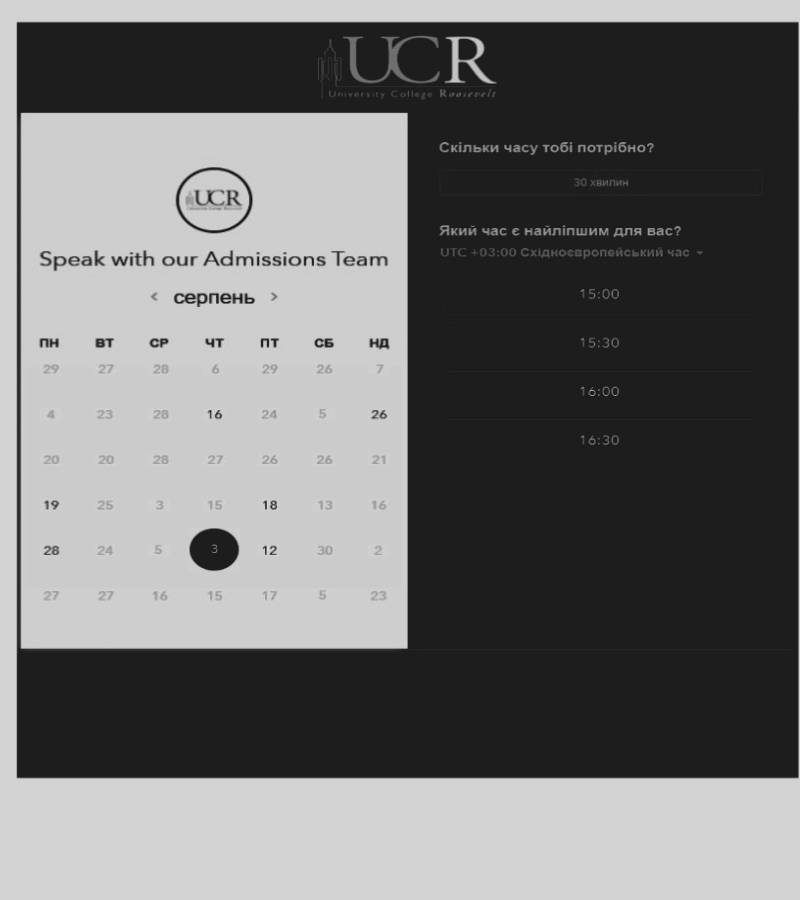 UCR
University College Roosevelt
UCR
Speak with our Admissions Team
< серпень >
ПН ВТ СР ЧТ ПТ СБ НД
29 27 28 6 29 26 7
4 23 28 16 24 5 26
20 20 28 27 26 26 21
19 25 3 15 18 13 16
28 24 5 3 12 30 2
27 27 16 15 17 5 23
Скільки часу тобі потрібно?
30 хвилин
Який час є найліпшим для вас?
UTC +03:00 Східноєвропейський час
15:00
15:30
16:00
16:30